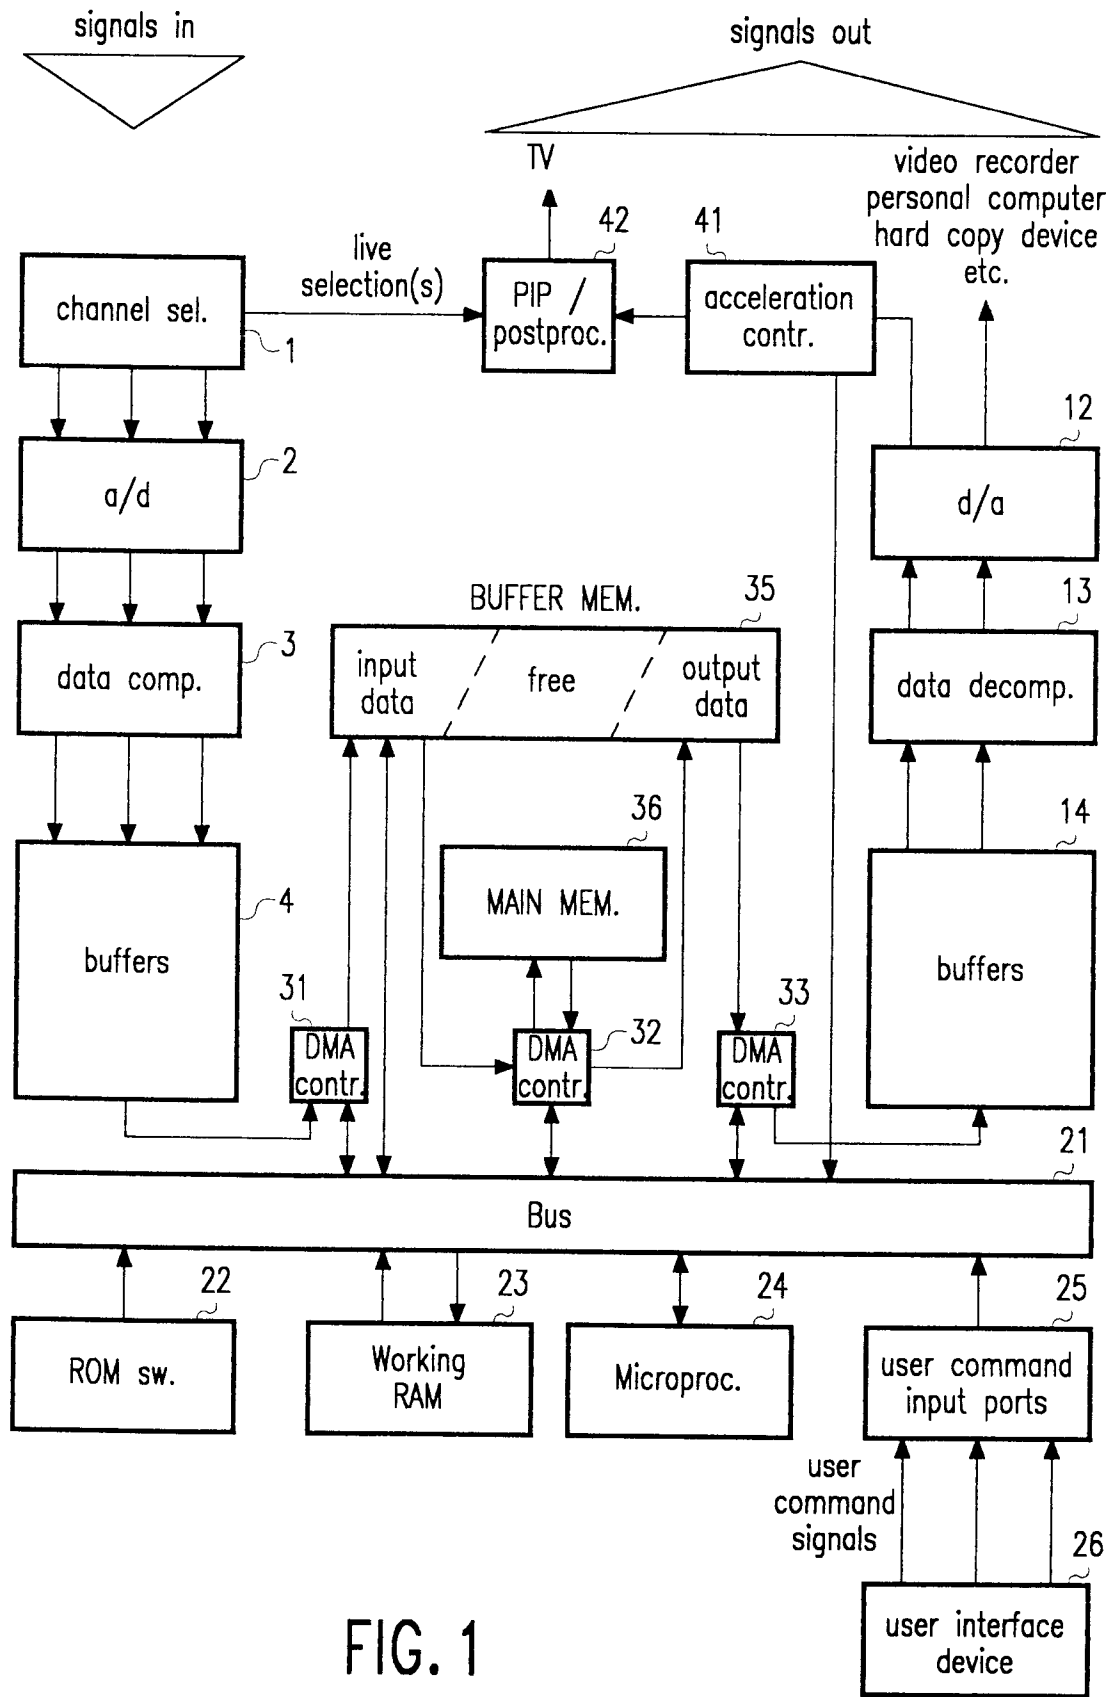 signals in
signals out
TV
video recorder
personal computer
hard copy device
etc.
42
41
live
selection(s)
channel sel.
1
PIP /
postproc.
acceleration
contr.
12
2
a/d
d/a
13
BUFFER MEM.
35
3
data comp.
input
data
free
output
data
data decomp.
36
14
4
MAIN MEM.
buffers
buffers
31
32
33
DMA
contr.
DMA
contr.
DMA
contr.
21
Bus
22
23
24
25
ROM sw.
Working
RAM
Microproc.
user command
input ports
user
command
signals
26
user interface
device
FIG. 1